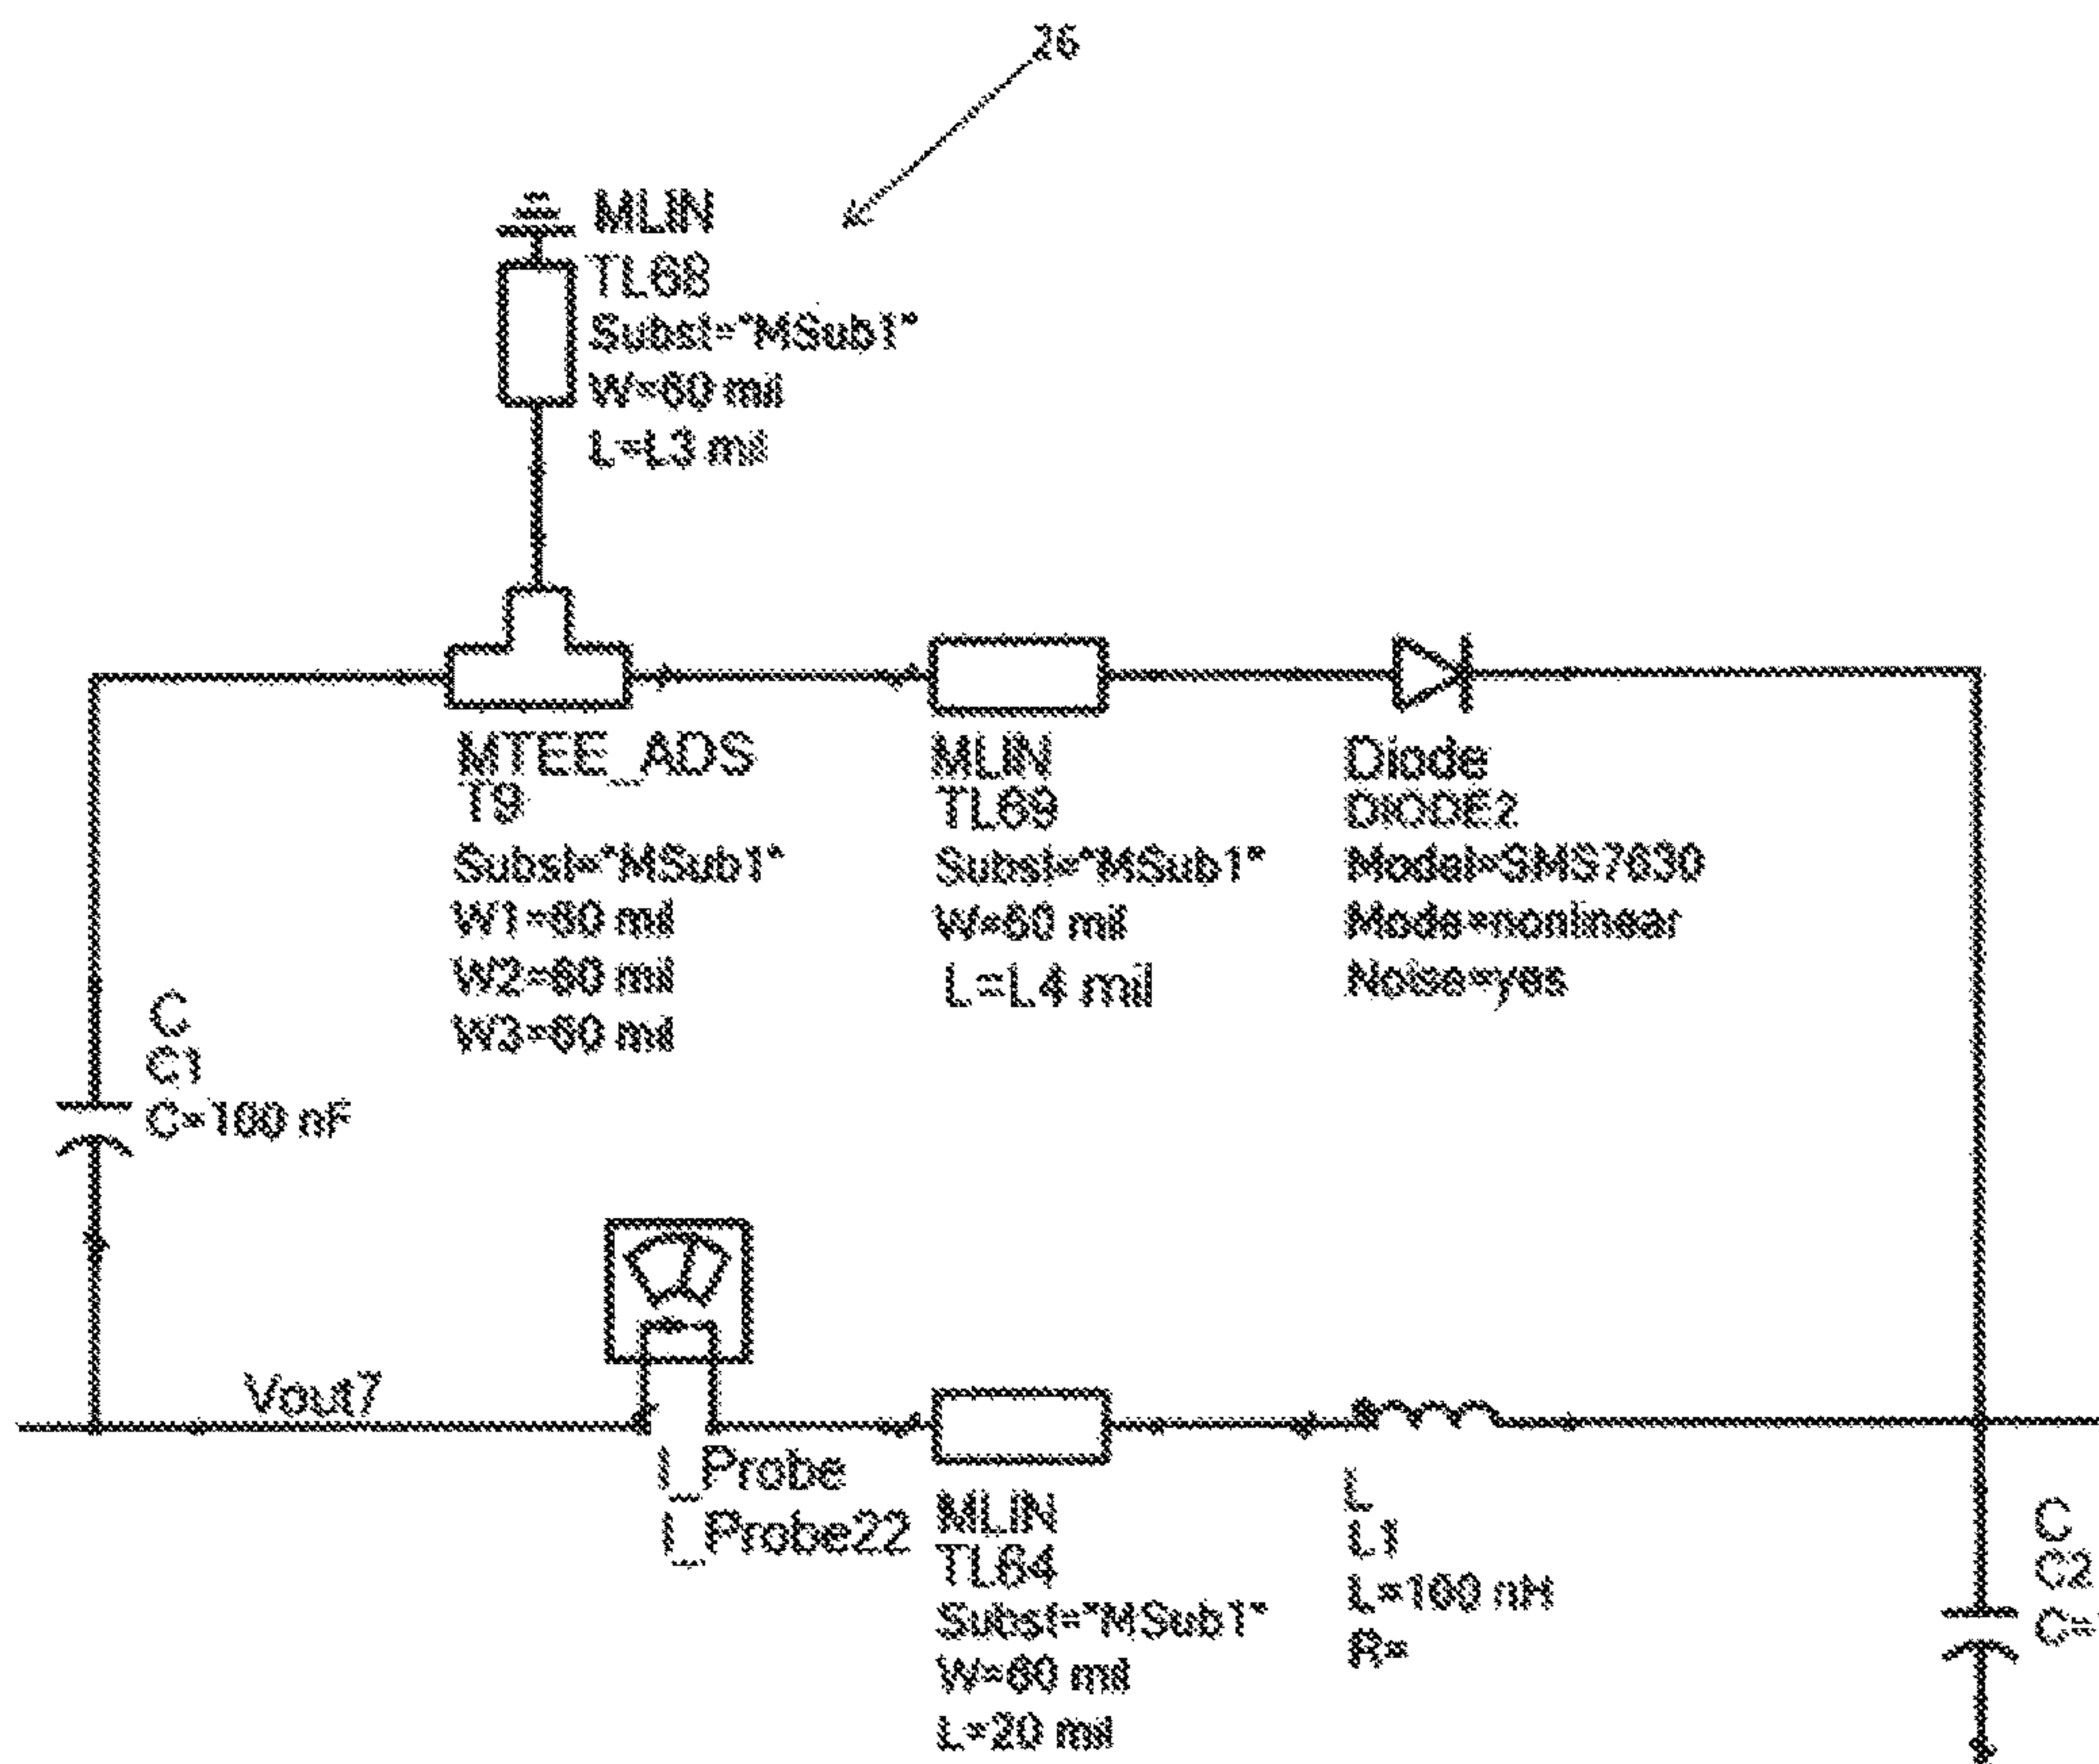 26
MLIN
TL68
Subst="MSub1"
W=60 mil
L=L3 mil
MTEE_ADS
T9
Subst="MSub1"
W1=60 mil
W2=60 mil
W3=60 mil
MLIN
TL69
Subst="MSub1"
W=60 mil
L=L4 mil
Diode
DIODE2
Model=SMS7630
Mode=nonlinear
Noise=yes
C
C1
C=100 nF
Vout7
I_Probe
I_Probe22
MLIN
TL64
Subst="MSub1"
W=60 mil
L=20 mil
L
L1
L=100 nH
R=
C
C2
C=